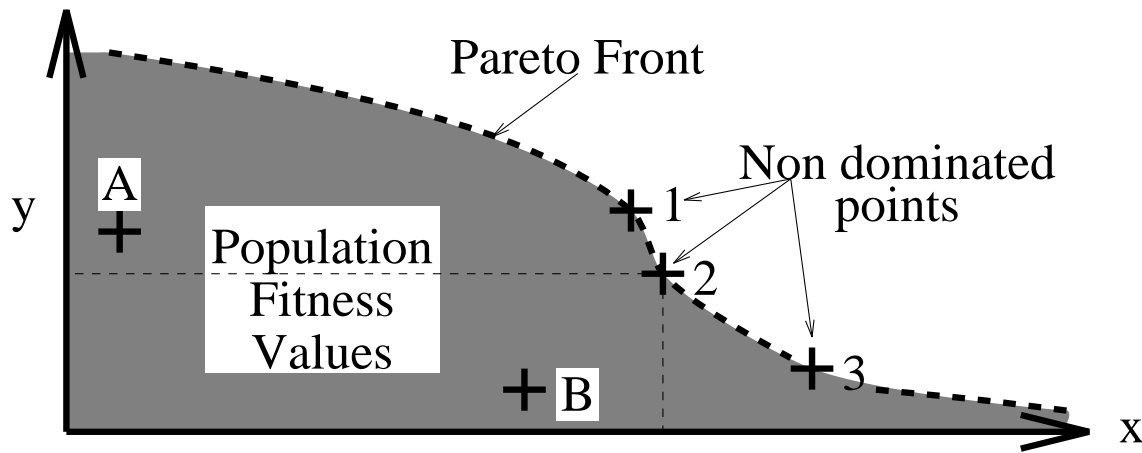 Pareto Front
Non dominated
points
A
1
y
Population
Fitness
Values
2
3
B
x